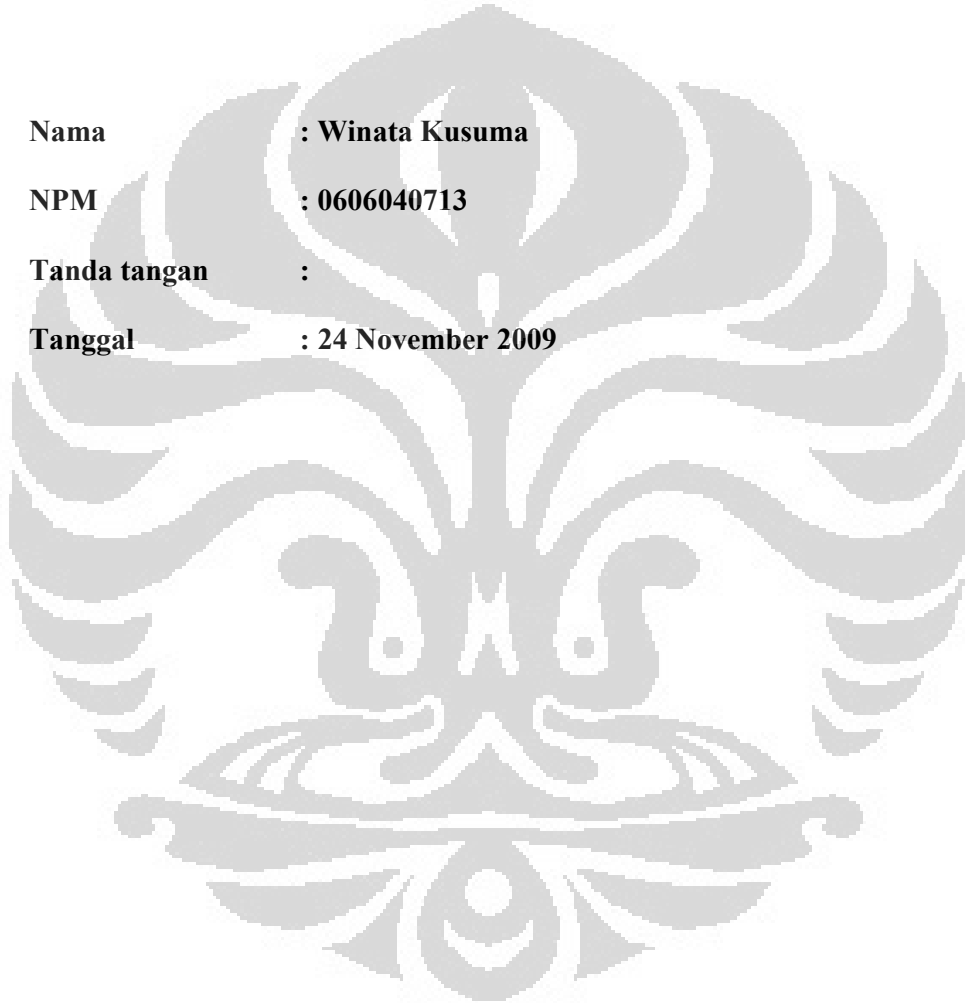 Nama : Winata Kusuma
NPM : 0606040713
Tanda tangan :
Tanggal : 24 November 2009